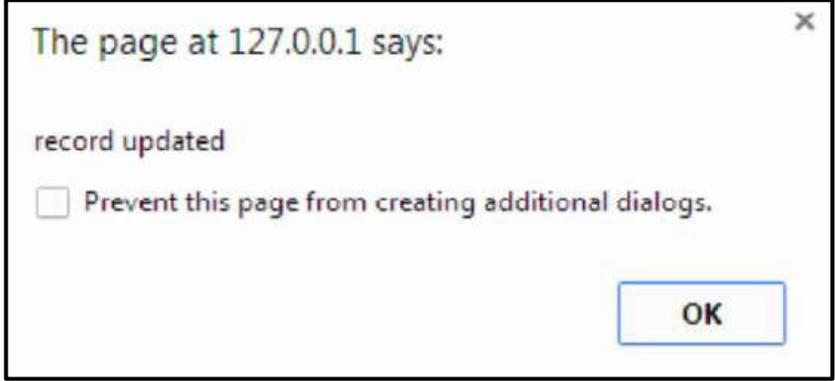 The page at 127.0.0.1 says:
record updated
Prevent this page from creating additional dialogs.
OK